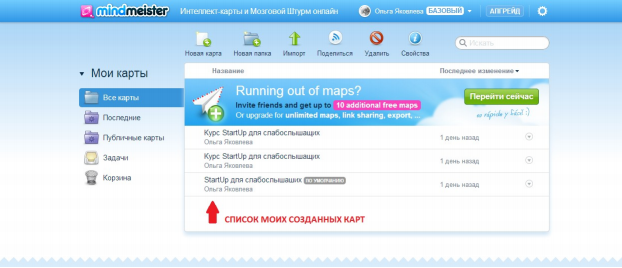 mindmeister Интеллект-карты и Мозговой Штурм онлайн Ольга Яковлева БАЗОВЫЙ АПГРЕЙД
Новая карта Новая папка Импорт Поделиться Удалить Свойства Искать
Мои карты
Все карты
Последние
Публичные карты
Задачи
Корзина
Название Последнее изменение
Running out of maps?
Invite friends and get up to 10 additional free maps
Or upgrade for unlimited maps, link sharing, export, ...
Перейти сейчас
es rápido y fácil :)
Курс StartUp для слабослышащих
Ольга Яковлева
1 день назад
Курс StartUp для слабослышащих
Ольга Яковлева
1 день назад
StartUp для слабослышаших ПО УМОЛЧАНИЮ
Ольга Яковлева
1 день назад
СПИСОК МОИХ СОЗДАННЫХ КАРТ